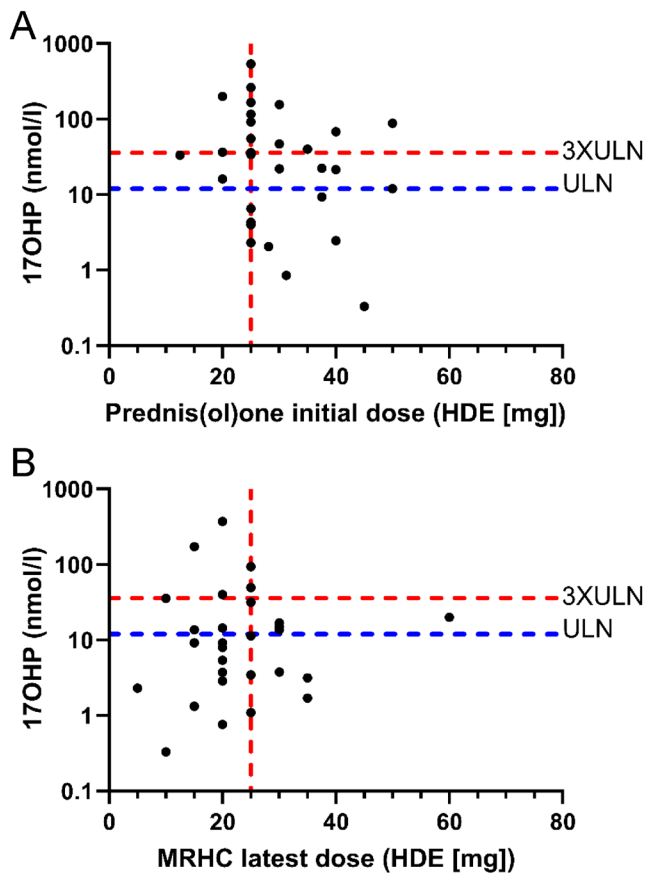 A
1000
100
10
1
0.1
17OHP (nmol/l)
3XULN
ULN
0 20 40 60 80
Prednis(ol)one initial dose (HDE [mg])
B
1000
100
10
1
0.1
17OHP (nmol/l)
3XULN
ULN
0 20 40 60 80
MRHC latest dose (HDE [mg])